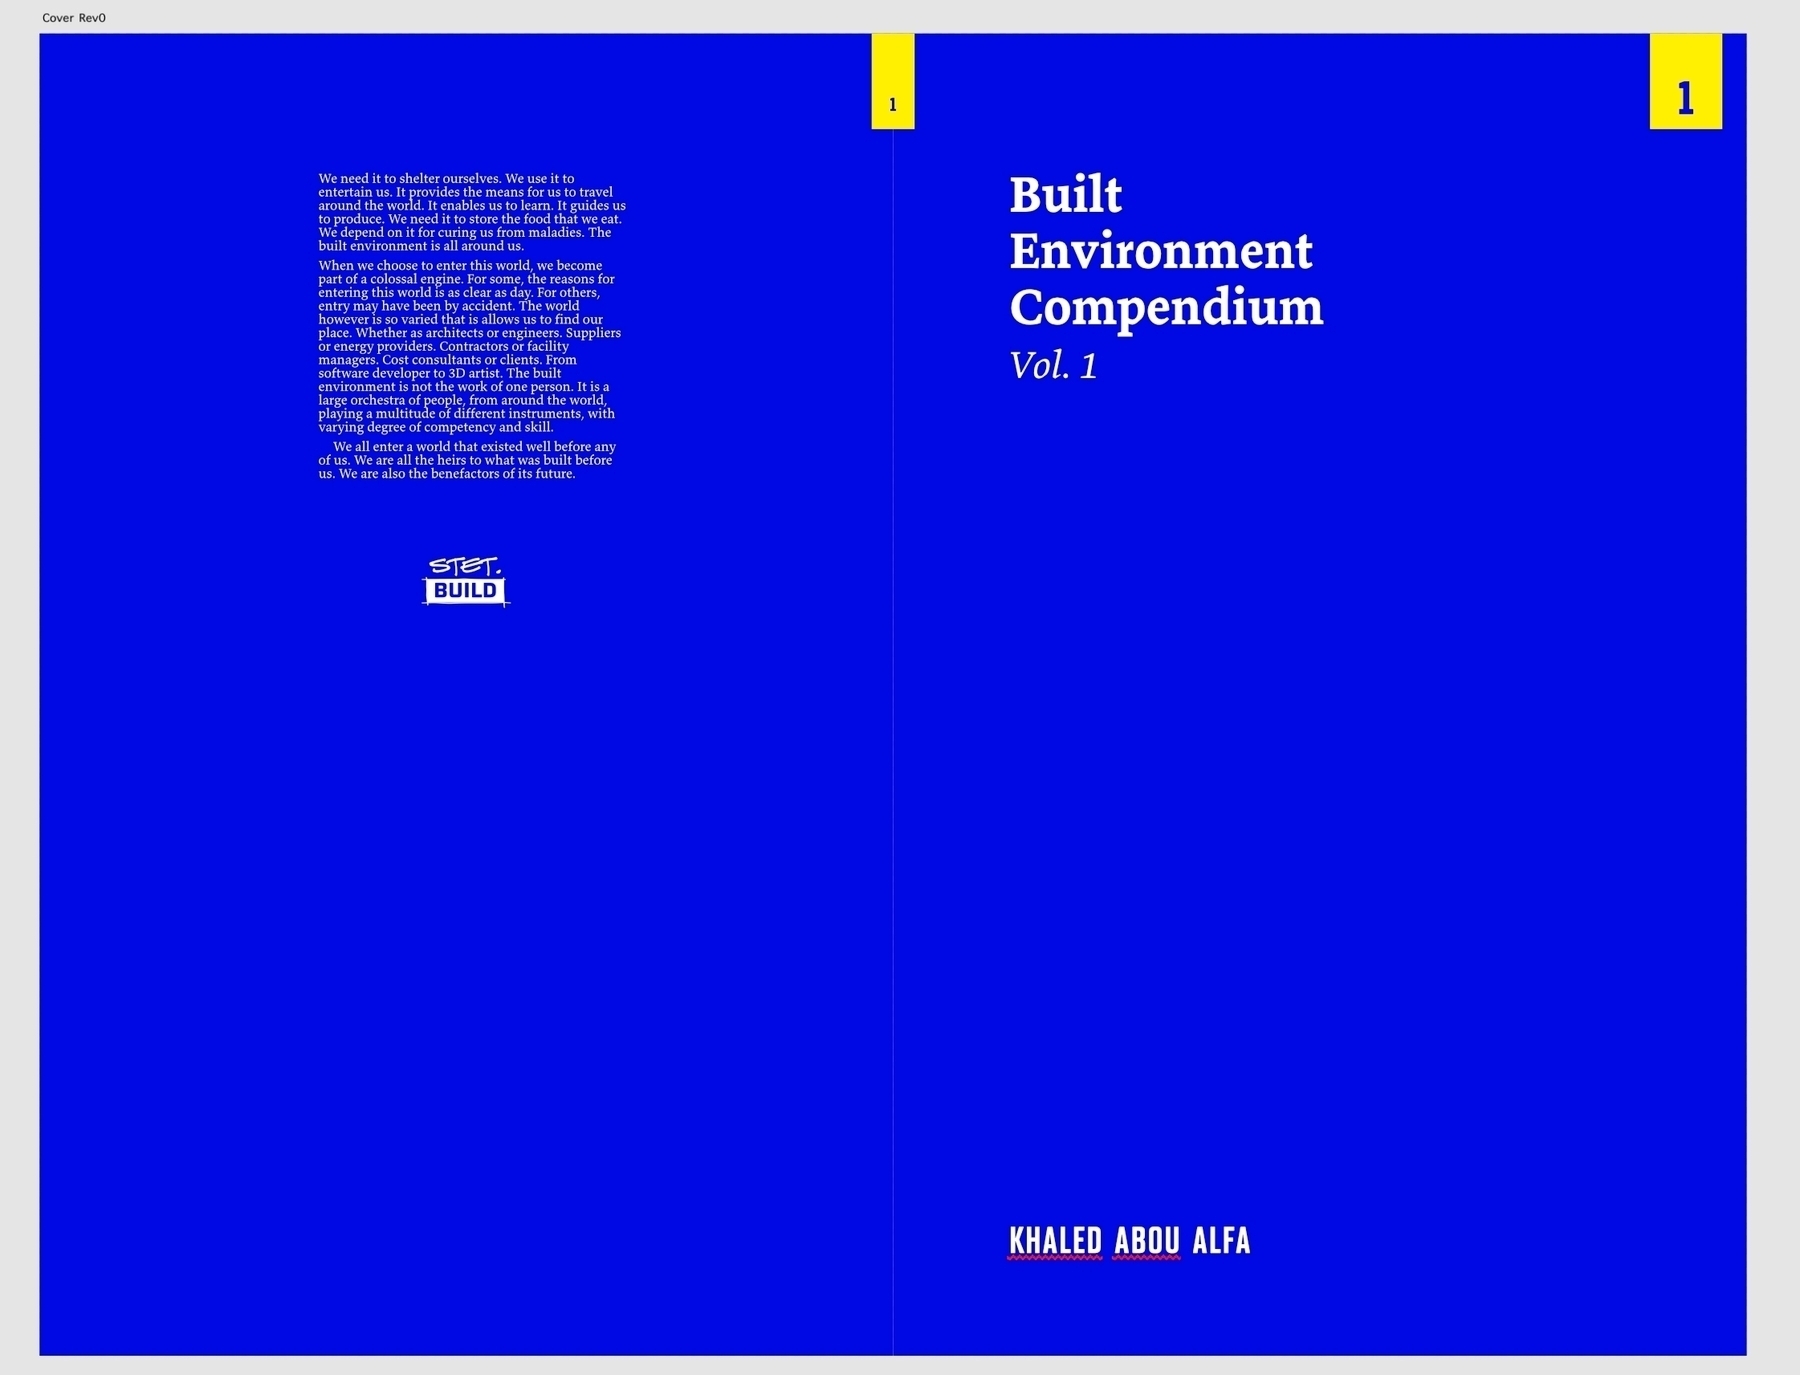 Cover Rev0
1
1
We need it to shelter ourselves. We use it to
entertain us. It provides the means for us to travel
around the world. It enables us to learn. It guides us
to produce. We need it to store the food that we eat.
We depend on it for curing us from maladies. The
built environment is all around us.
When we choose to enter this world, we become
part of a colossal engine. For some, the reasons for
entering this world is as clear as day. For others,
entry may have been by accident. The world
however is so varied that is allows us to find our
place. Whether as architects or engineers. Suppliers
or energy providers. Contractors or facility
managers. Cost consultants or clients. From
software developer to 3D artist. The built
environment is not the work of one person. It is a
large orchestra of people, from around the world,
playing a multitude of different instruments, with
varying degree of competency and skill.
We all enter a world that existed well before any
of us. We are all the heirs to what was built before
us. We are also the benefactors of its future.
STET.
BUILD
Built
Environment
Compendium
Vol. 1
KHALED ABOU ALFA